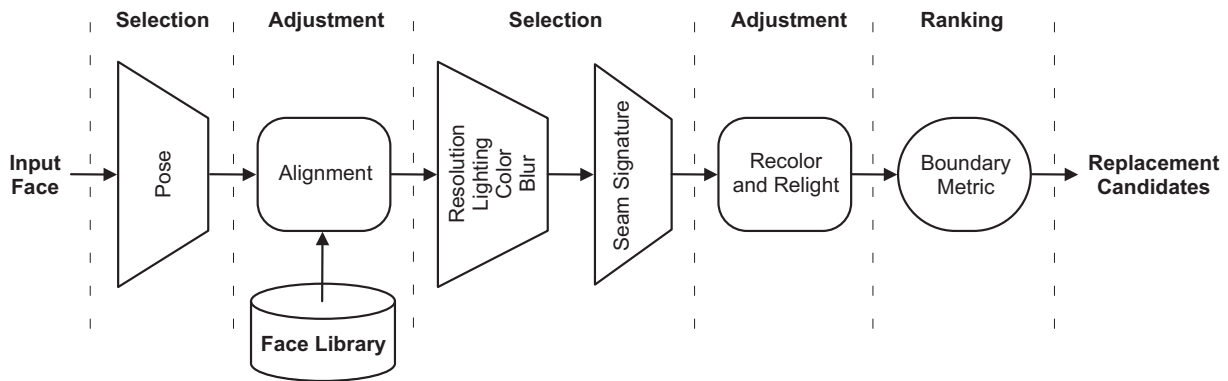 Selection
Adjustment
Selection
Adjustment
Ranking
Input
Face
Pose
Alignment
Face Library
Resolution
Lighting
Color
Blur
Seam Signature
Recolor
and Relight
Boundary
Metric
Replacement
Candidates